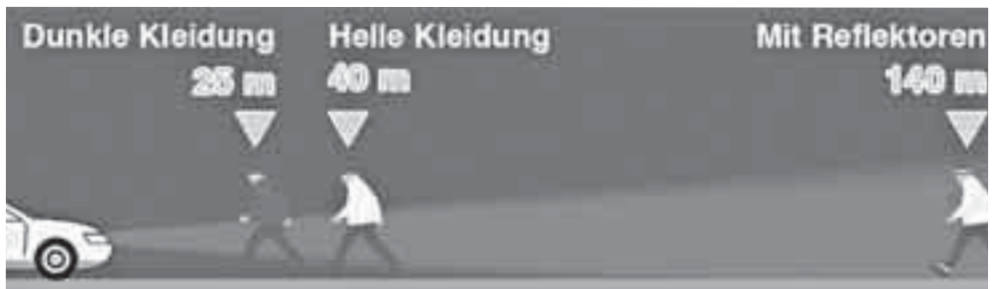 Dunkle Kleidung
25 m
Helle Kleidung
40 m
Mit Reflektoren
140 m